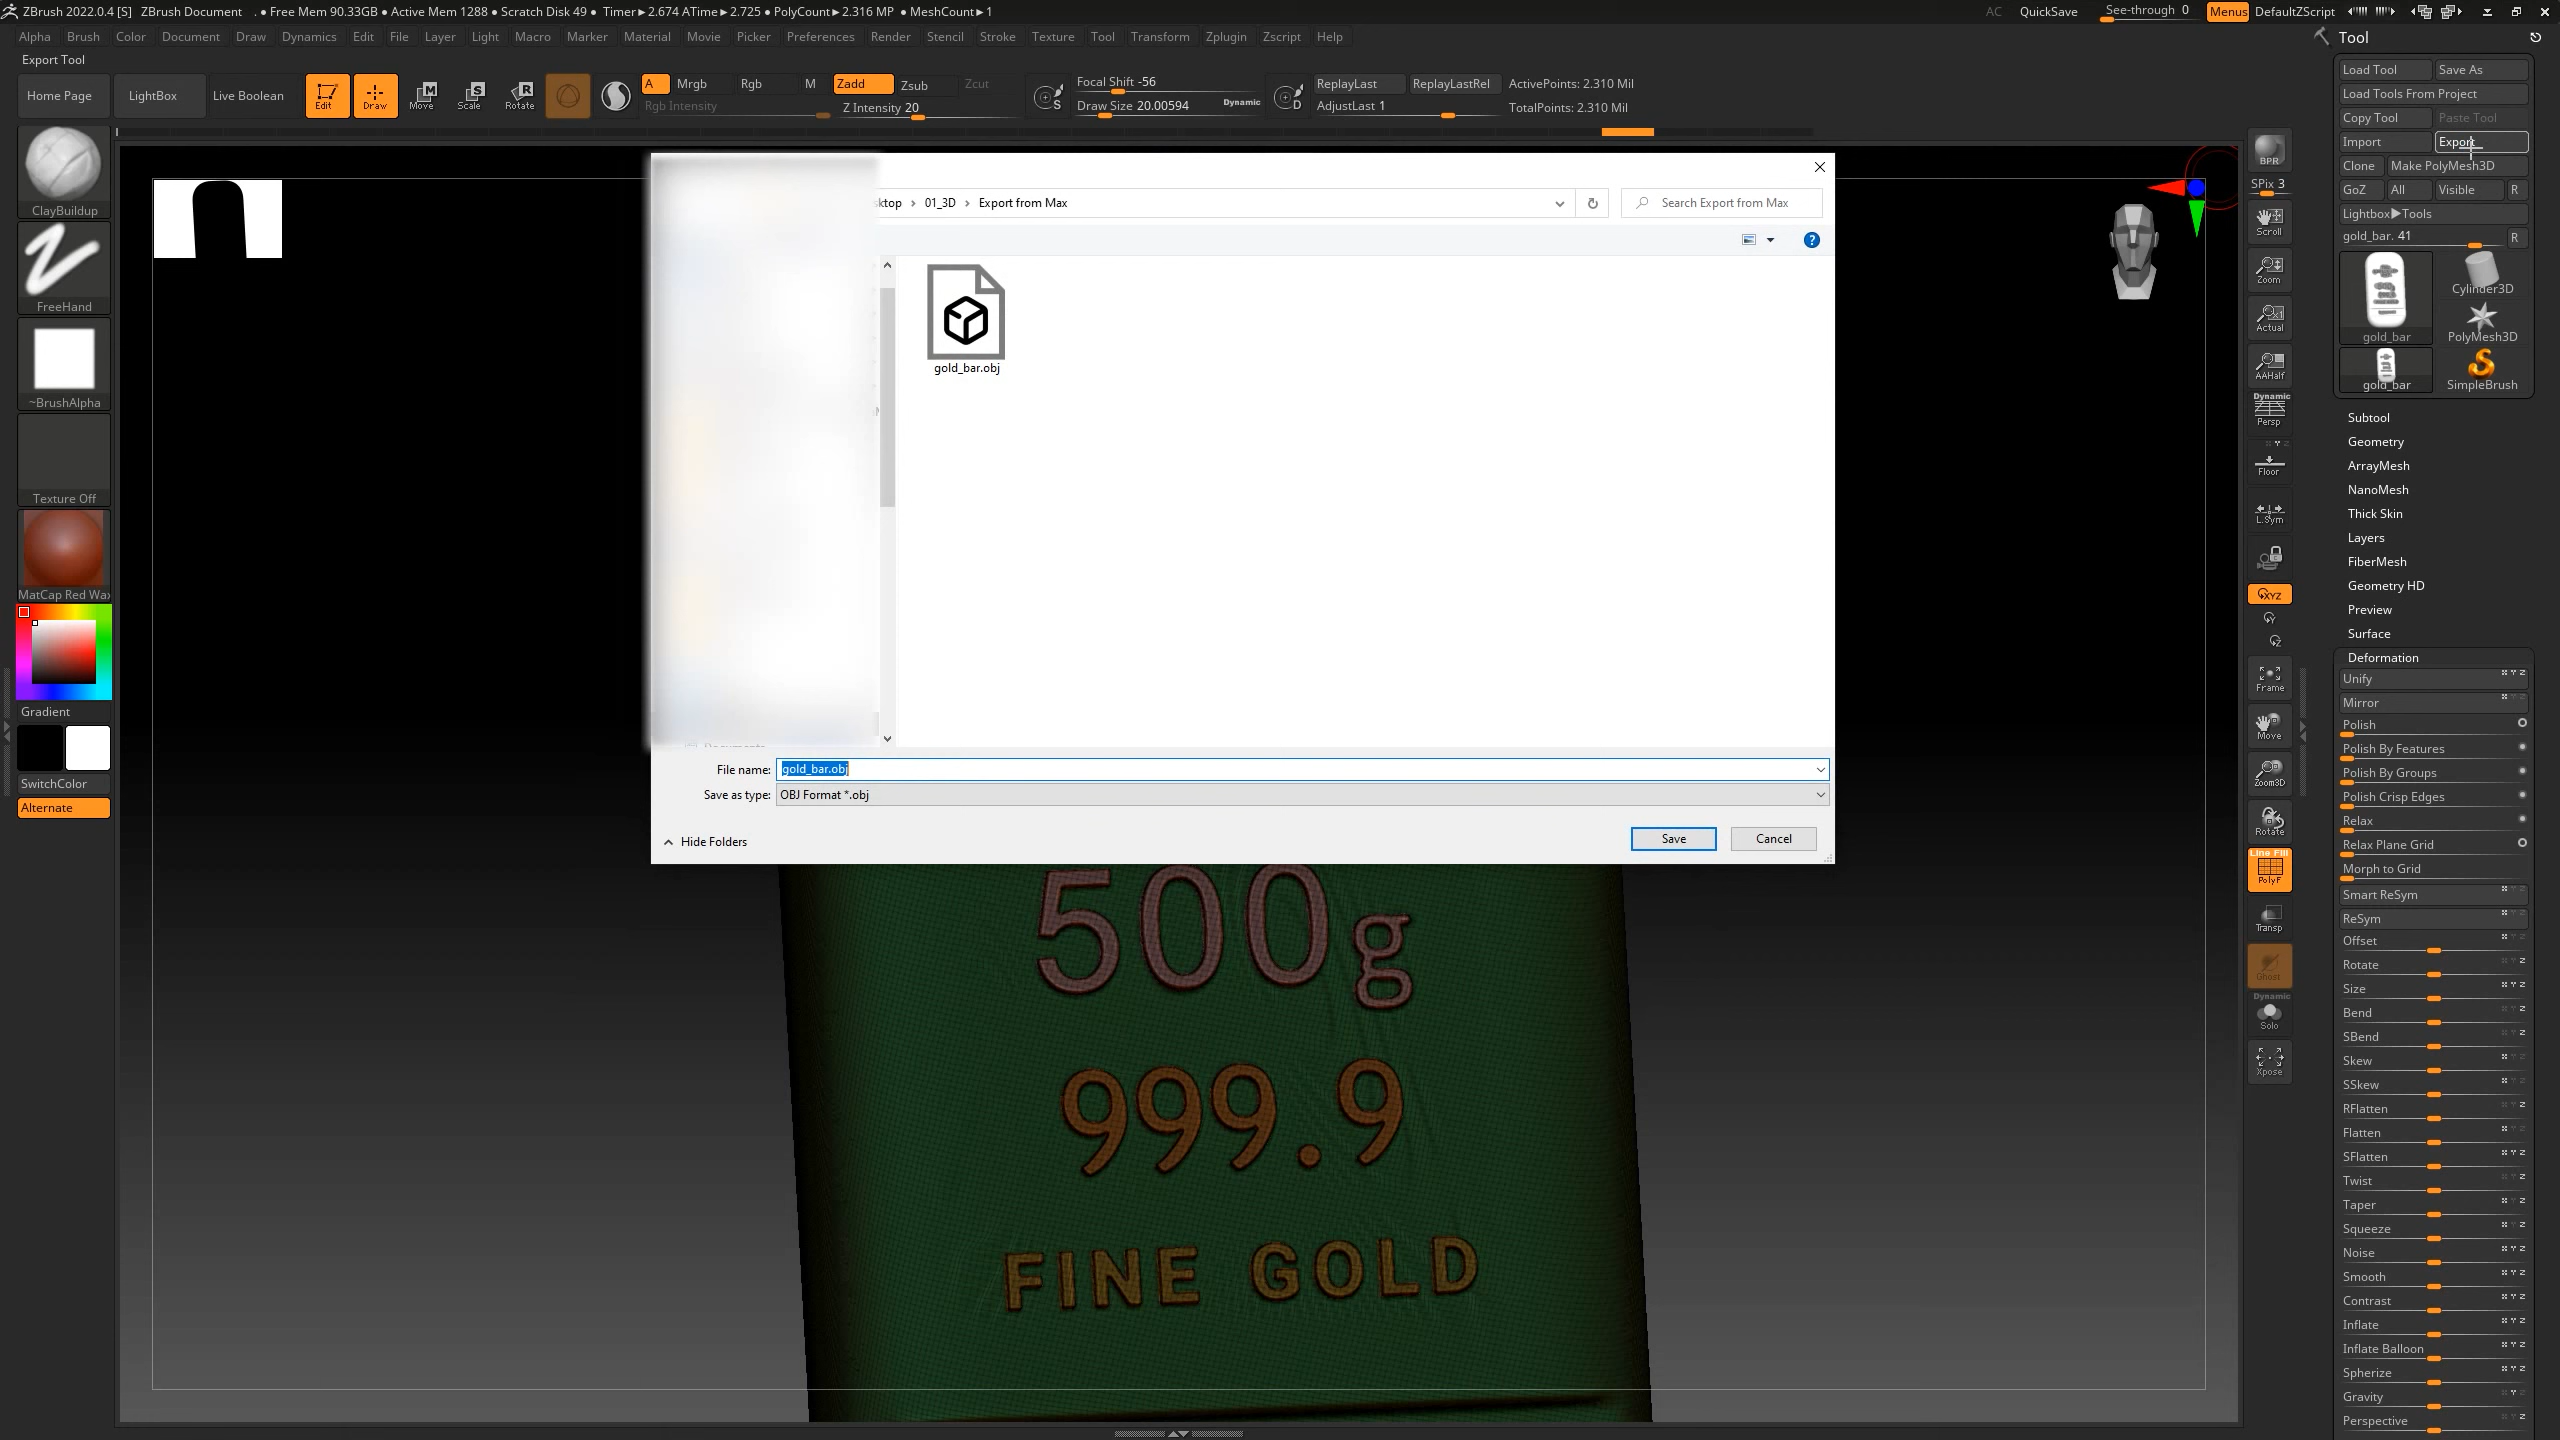 ZBrush 2022.0.4 [S] ZBrush Document . ● Free Mem 90.33GB ● Active Mem 1288 ● Scratch Disk 49 ● Timer►2.674 ATime►2.725 ● PolyCount►2.316 MP ● MeshCount►1
AC QuickSave See-through 0 Menus DefaultZScript
Alpha Brush Color Document Draw Dynamics Edit File Layer Light Macro Marker Material Movie Picker Preferences Render Stencil Stroke Texture Tool Transform Zplugin Zscript Help
Export Tool
Home Page LightBox Live Boolean Edit Draw Move Scale Rotate
A Mrgb Rgb M Zadd Zsub Zcut
Rgb Intensity Z Intensity 20
Focal Shift -56
Draw Size 20.00594 Dynamic
ReplayLast ReplayLastRel
AdjustLast 1
ActivePoints: 2.310 Mil
TotalPoints: 2.310 Mil
ClayBuildup
FreeHand
~BrushAlpha
Texture Off
MatCap Red Wax
Gradient
SwitchColor
Alternate
01_3D › Export from Max
Search Export from Max
gold_bar.obj
File name: gold_bar.obj
Save as type: OBJ Format *.obj
Hide Folders
Save Cancel
500g
999.9
FINE GOLD
BPR
SPix 3
Scroll
Zoom
Actual
AAHalf
Dynamic
Persp
Floor
L.Sym
XYZ
Frame
Move
Zoom3D
Rotate
Line Fill
PolyF
Transp
Ghost
Dynamic
Solo
Xpose
Tool
Load Tool Save As
Load Tools From Project
Copy Tool Paste Tool
Import Export
Clone Make PolyMesh3D
GoZ All Visible R
Lightbox►Tools
gold_bar. 41 R
gold_bar Cylinder3D
PolyMesh3D
gold_bar SimpleBrush
Subtool
Geometry
ArrayMesh
NanoMesh
Thick Skin
Layers
FiberMesh
Geometry HD
Preview
Surface
Deformation
Unify
Mirror
Polish
Polish By Features
Polish By Groups
Polish Crisp Edges
Relax
Relax Plane Grid
Morph to Grid
Smart ReSym
ReSym
Offset
Rotate
Size
Bend
SBend
Skew
SSkew
RFlatten
Flatten
SFlatten
Twist
Taper
Squeeze
Noise
Smooth
Contrast
Inflate
Inflate Balloon
Spherize
Gravity
Perspective